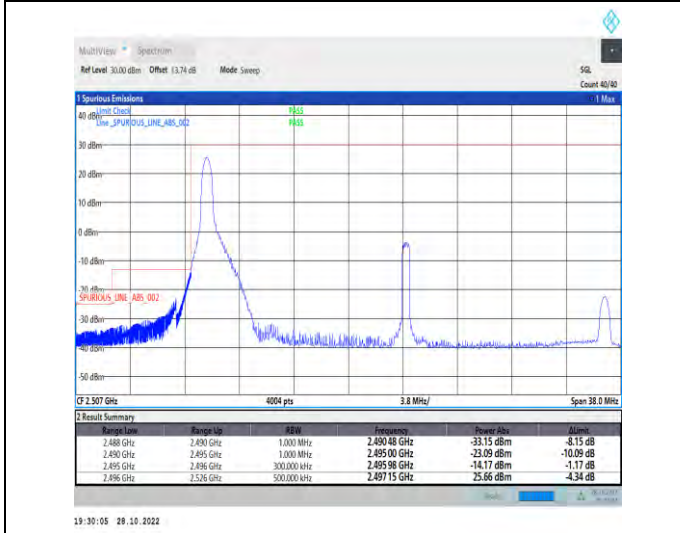 MultiView Spectrum
Ref Level 30.00 dBm Offset 13.74 dB Mode Sweep SGL
Count 40/40
1 Spurious Emissions 1 Max
Limit Check PASS
40 dBm
Line _SPURIOUS_LINE_ABS_002 PASS
30 dBm
20 dBm
10 dBm
0 dBm
-10 dBm
-20 dBm
SPURIOUS_LINE_ABS_002
-30 dBm
-40 dBm
-50 dBm
CF 2.507 GHz 4004 pts 3.8 MHz/ Span 38.0 MHz
2 Result Summary
Range Low Range Up RBW Frequency Power Abs ΔLimit
2.488 GHz 2.490 GHz 1.000 MHz 2.490 48 GHz -33.15 dBm -8.15 dB
2.490 GHz 2.495 GHz 1.000 MHz 2.495 00 GHz -23.09 dBm -10.09 dB
2.495 GHz 2.496 GHz 300.000 kHz 2.495 98 GHz -14.17 dBm -1.17 dB
2.496 GHz 2.526 GHz 500.000 kHz 2.497 15 GHz 25.66 dBm -4.34 dB
Ready
19:30:05 28.10.2022